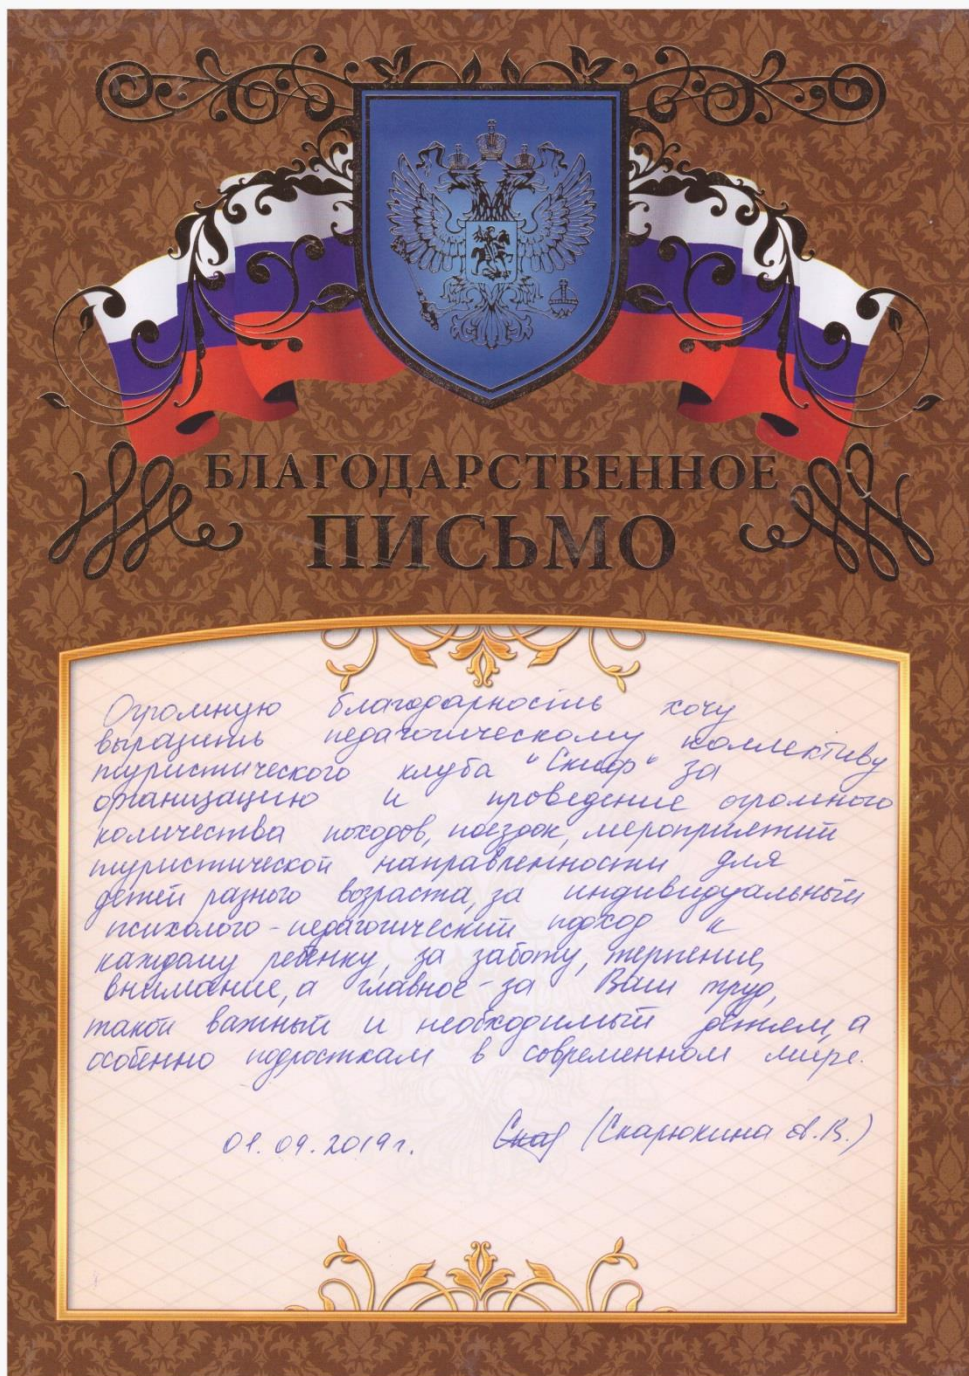 БЛАГОДАРСТВЕННОЕ
ПИСЬМО
Огромную благодарность хочу
выразить педагогическому коллективу
туристического клуба "Скиф" за
организацию и проведение огромного
количества походов, поездок, мероприятий
туристической направленности для
детей разного возраста, за индивидуальный
психолого-педагогический подход к
каждому ребёнку, за заботу, терпение,
внимание, а главное - за Ваш труд,
такой важный и необходимый детям, а
особенно подросткам в современном мире.
01.09.2019г. (Скарюкина А.В.)